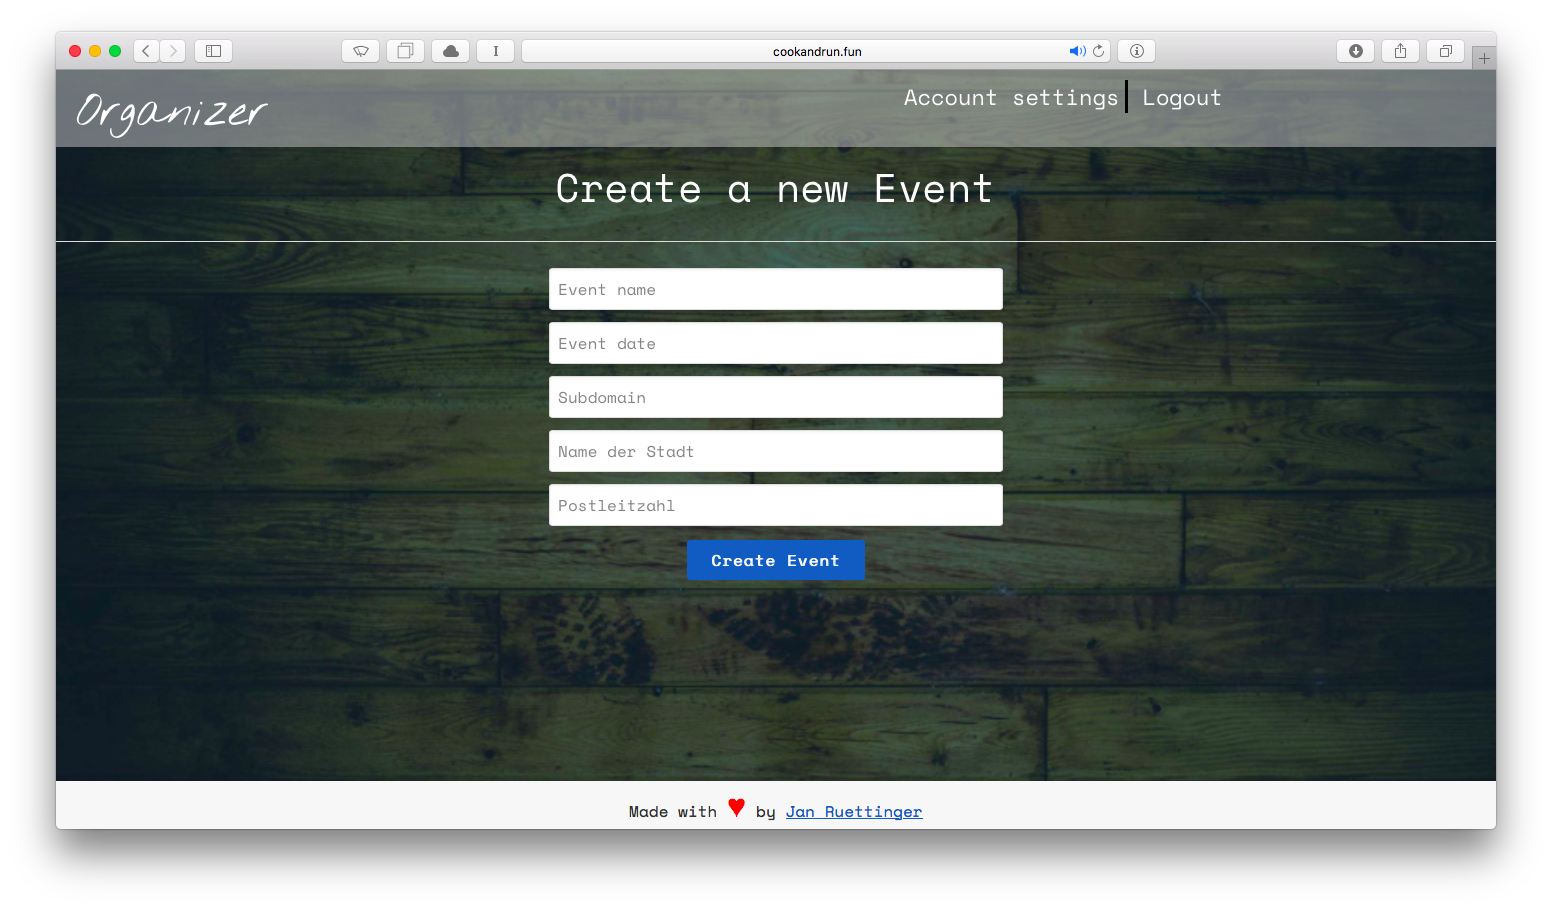 cookandrun.fun
Organizer
Account settings Logout
Create a new Event
Event name
Event date
Subdomain
Name der Stadt
Postleitzahl
Create Event
Made with ♥ by Jan Ruettinger